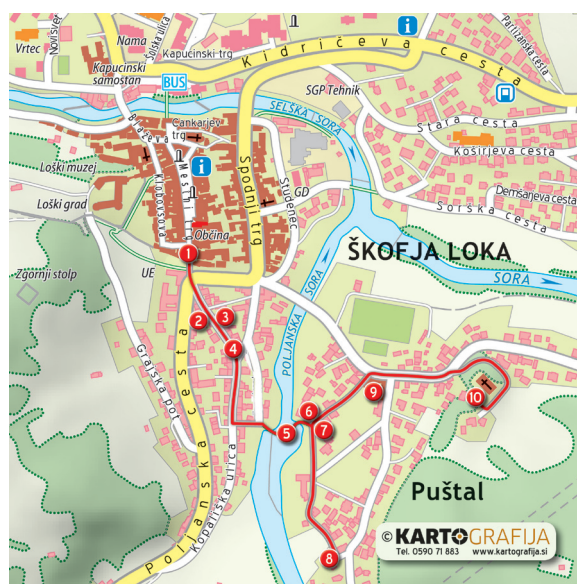 Vrtec
Novi svet
Nama
Šolska ulica
Kapucinski trg
Kapucinski
samostan
BUS
Kidričeva cesta
i
Partizanska
cesta
SGP Tehnik
SELŠKA SORA
Stara cesta
Koširjeva cesta
Blaževa
Cankarjev
trg
i
Mestni trg
Klobovsova
Spodnji trg
Studenec
GD
Demšarjeva cesta
Sorška cesta
Loški muzej
Loški grad
Občina
ŠKOFJA LOKA
Zgornji stolp
UE
1
SORA
POLJANSKA
SORA
2
3
4
Grajska pot
Poljanska cesta
Kopališka ulica
5
6
7
9
10
Puštal
8
© KARTOGRAFIJA
Tel. 0590 71 883 www.kartografija.si